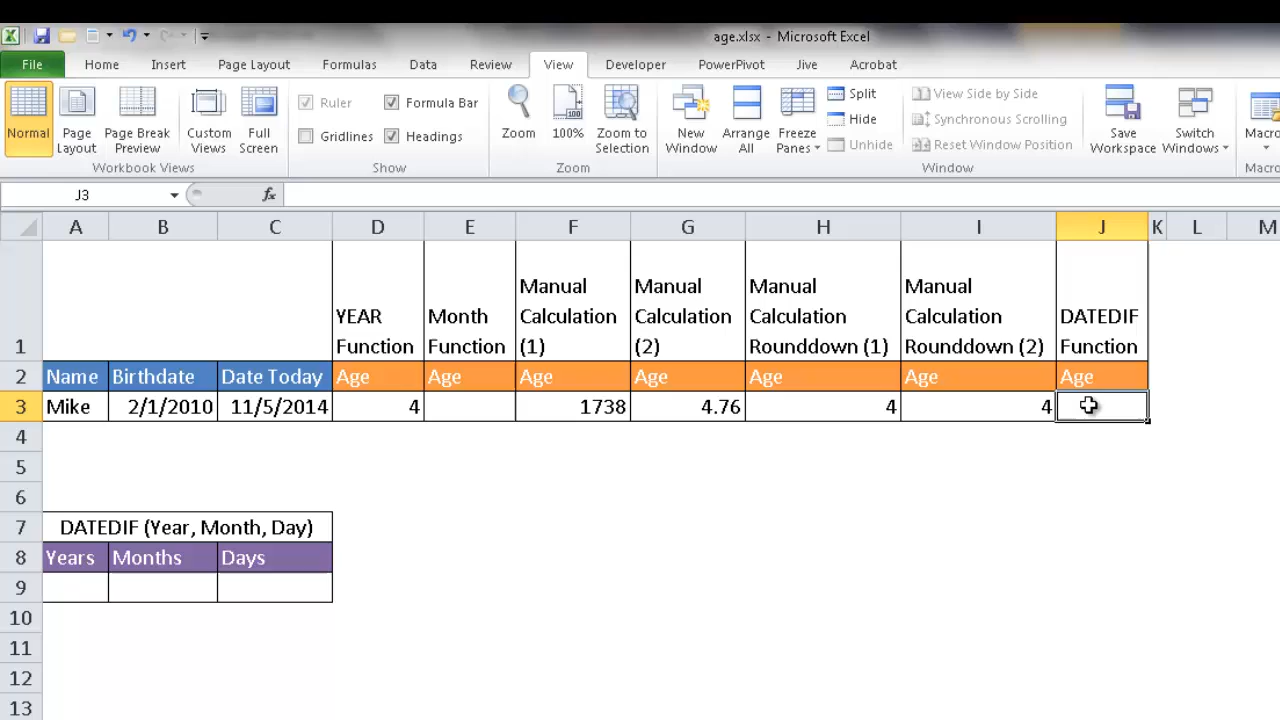 age.xlsx - Microsoft Excel
File Home Insert Page Layout Formulas Data Review View Developer PowerPivot Jive Acrobat
Normal
Page Layout
Page Break Preview
Custom Views
Full Screen
Workbook Views
Ruler
Formula Bar
Gridlines
Headings
Show
Zoom
100%
Zoom to Selection
Zoom
New Window
Arrange All
Freeze Panes
Split
Hide
Unhide
View Side by Side
Synchronous Scrolling
Reset Window Position
Window
Save Workspace
Switch Windows
Macro
Macro
J3 fx
A B C D E F G H I J K L M
1
YEAR Function
Month Function
Manual Calculation (1)
Manual Calculation (2)
Manual Calculation Rounddown (1)
Manual Calculation Rounddown (2)
DATEDIF Function
2 Name Birthdate Date Today Age Age Age Age Age Age Age
3 Mike 2/1/2010 11/5/2014 4 1738 4.76 4 4
4
5
6
7 DATEDIF (Year, Month, Day)
8 Years Months Days
9
10
11
12
13